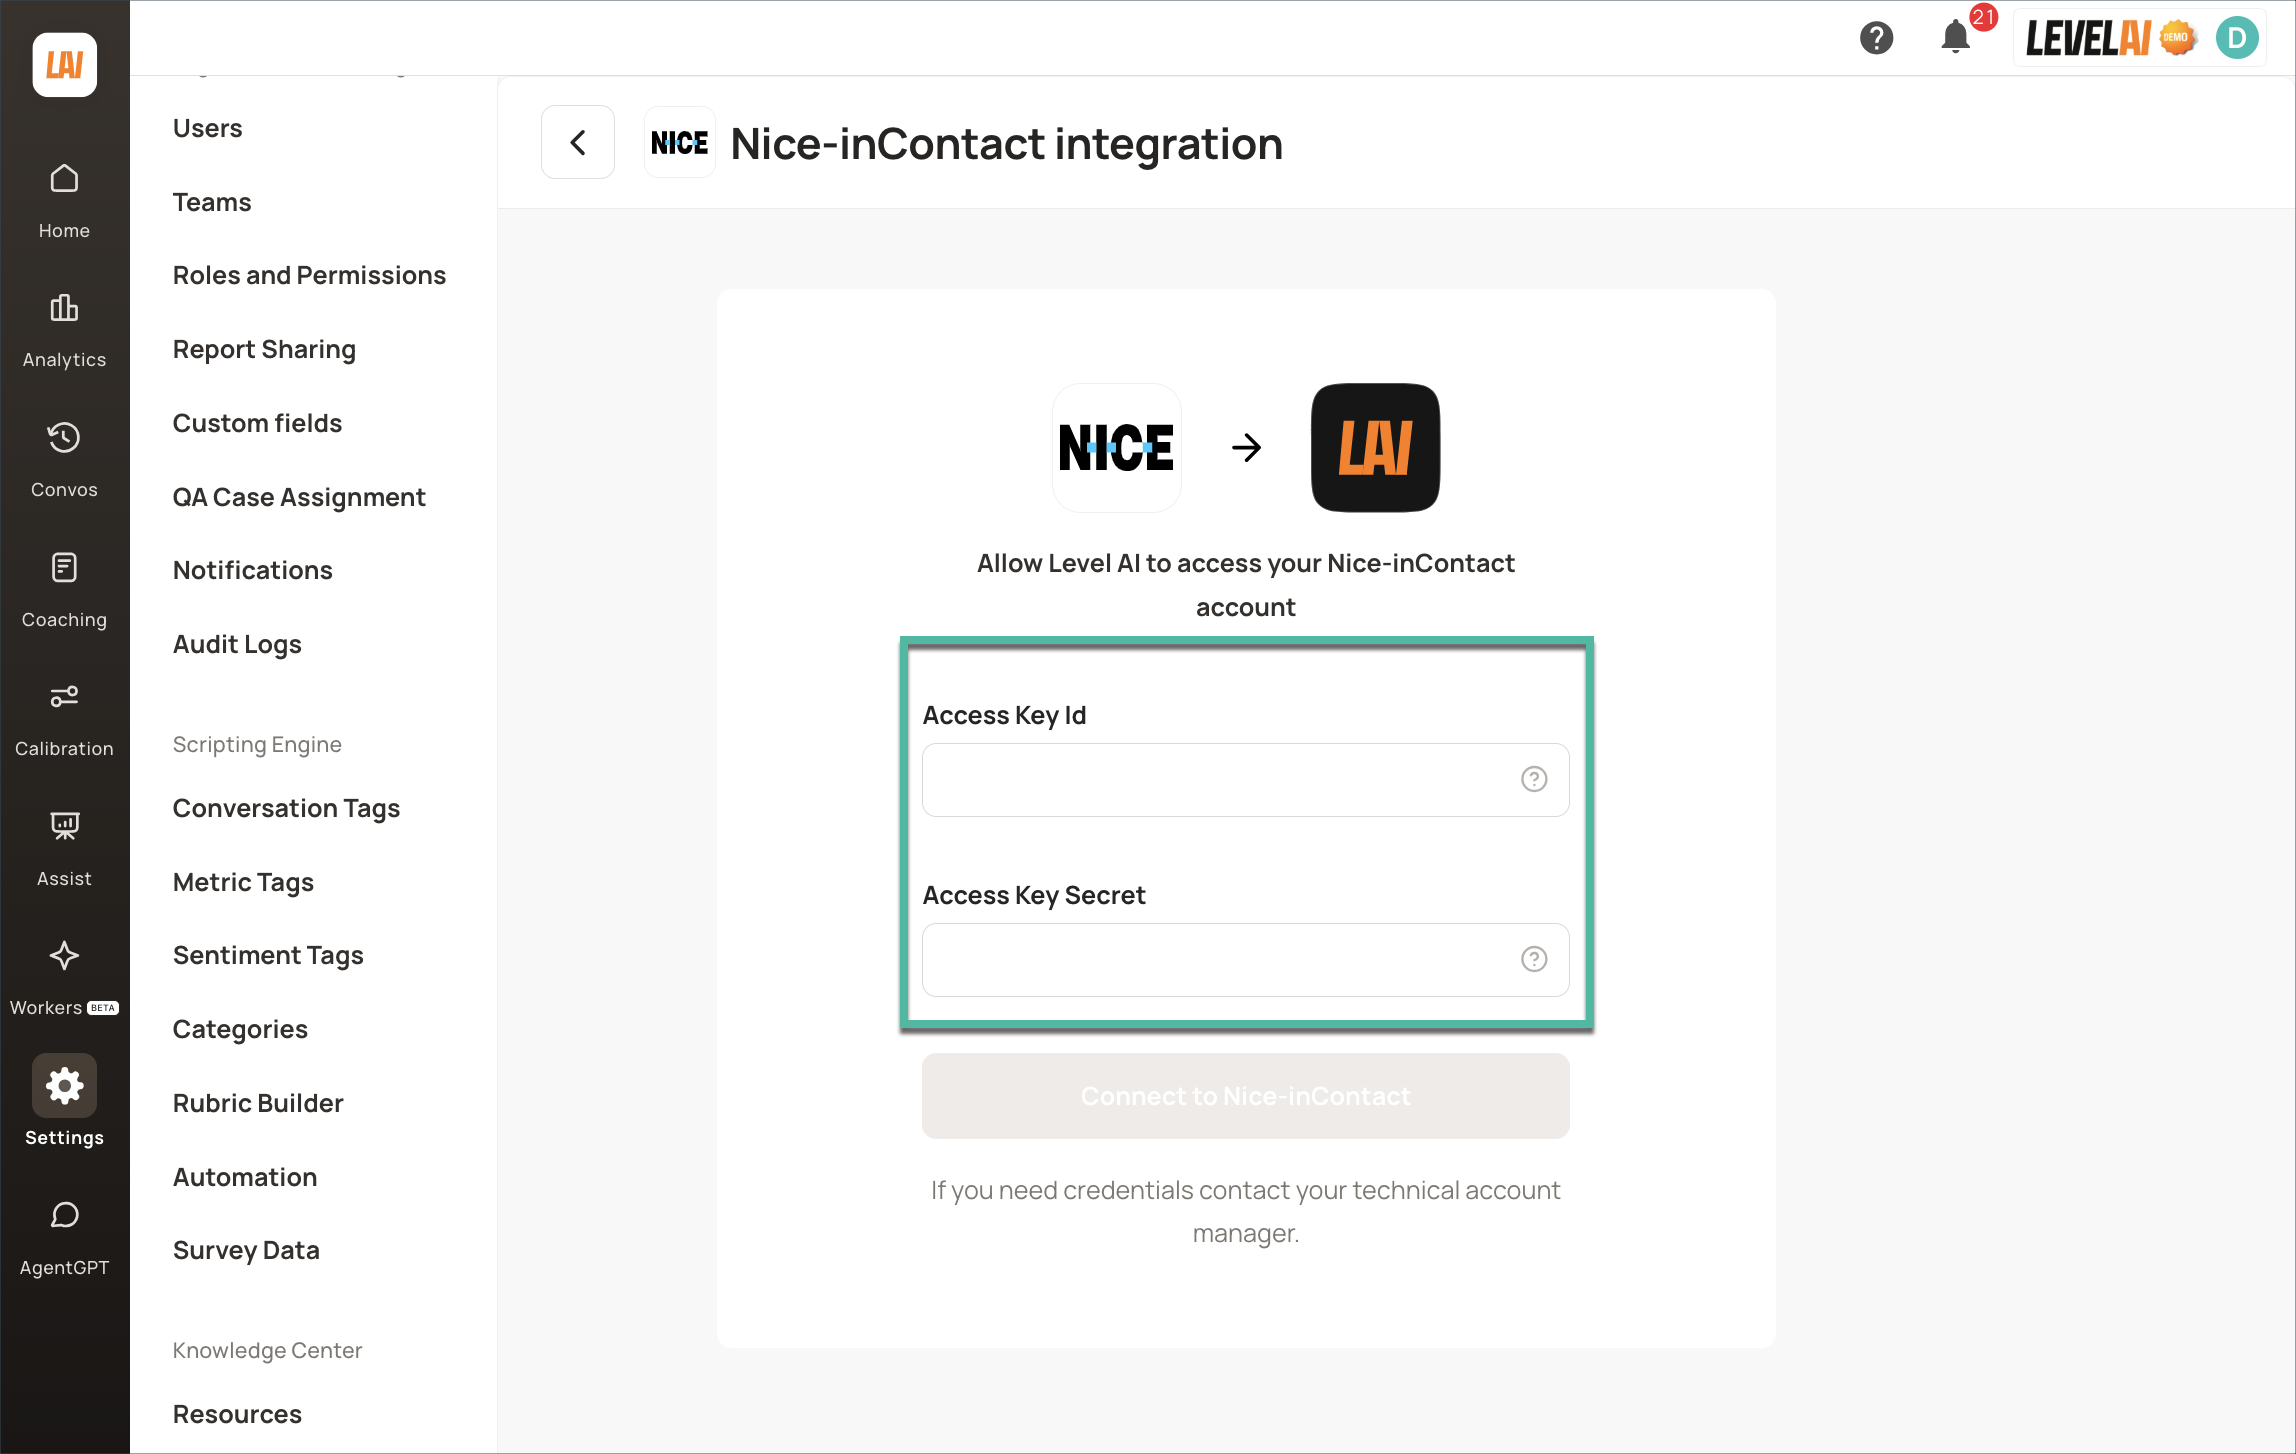 LAI
Home
Analytics
Convos
Coaching
Calibration
Assist
Workers BETA
Settings
AgentGPT
Users
Teams
Roles and Permissions
Report Sharing
Custom fields
QA Case Assignment
Notifications
Audit Logs
Scripting Engine
Conversation Tags
Metric Tags
Sentiment Tags
Categories
Rubric Builder
Automation
Survey Data
Knowledge Center
Resources
?
21
LEVELAI DEMO
D
NICE Nice-inContact integration
NICE
LAI
Allow Level AI to access your Nice-inContact
account
Access Key Id
?
Access Key Secret
?
Connect to Nice-inContact
If you need credentials contact your technical account
manager.